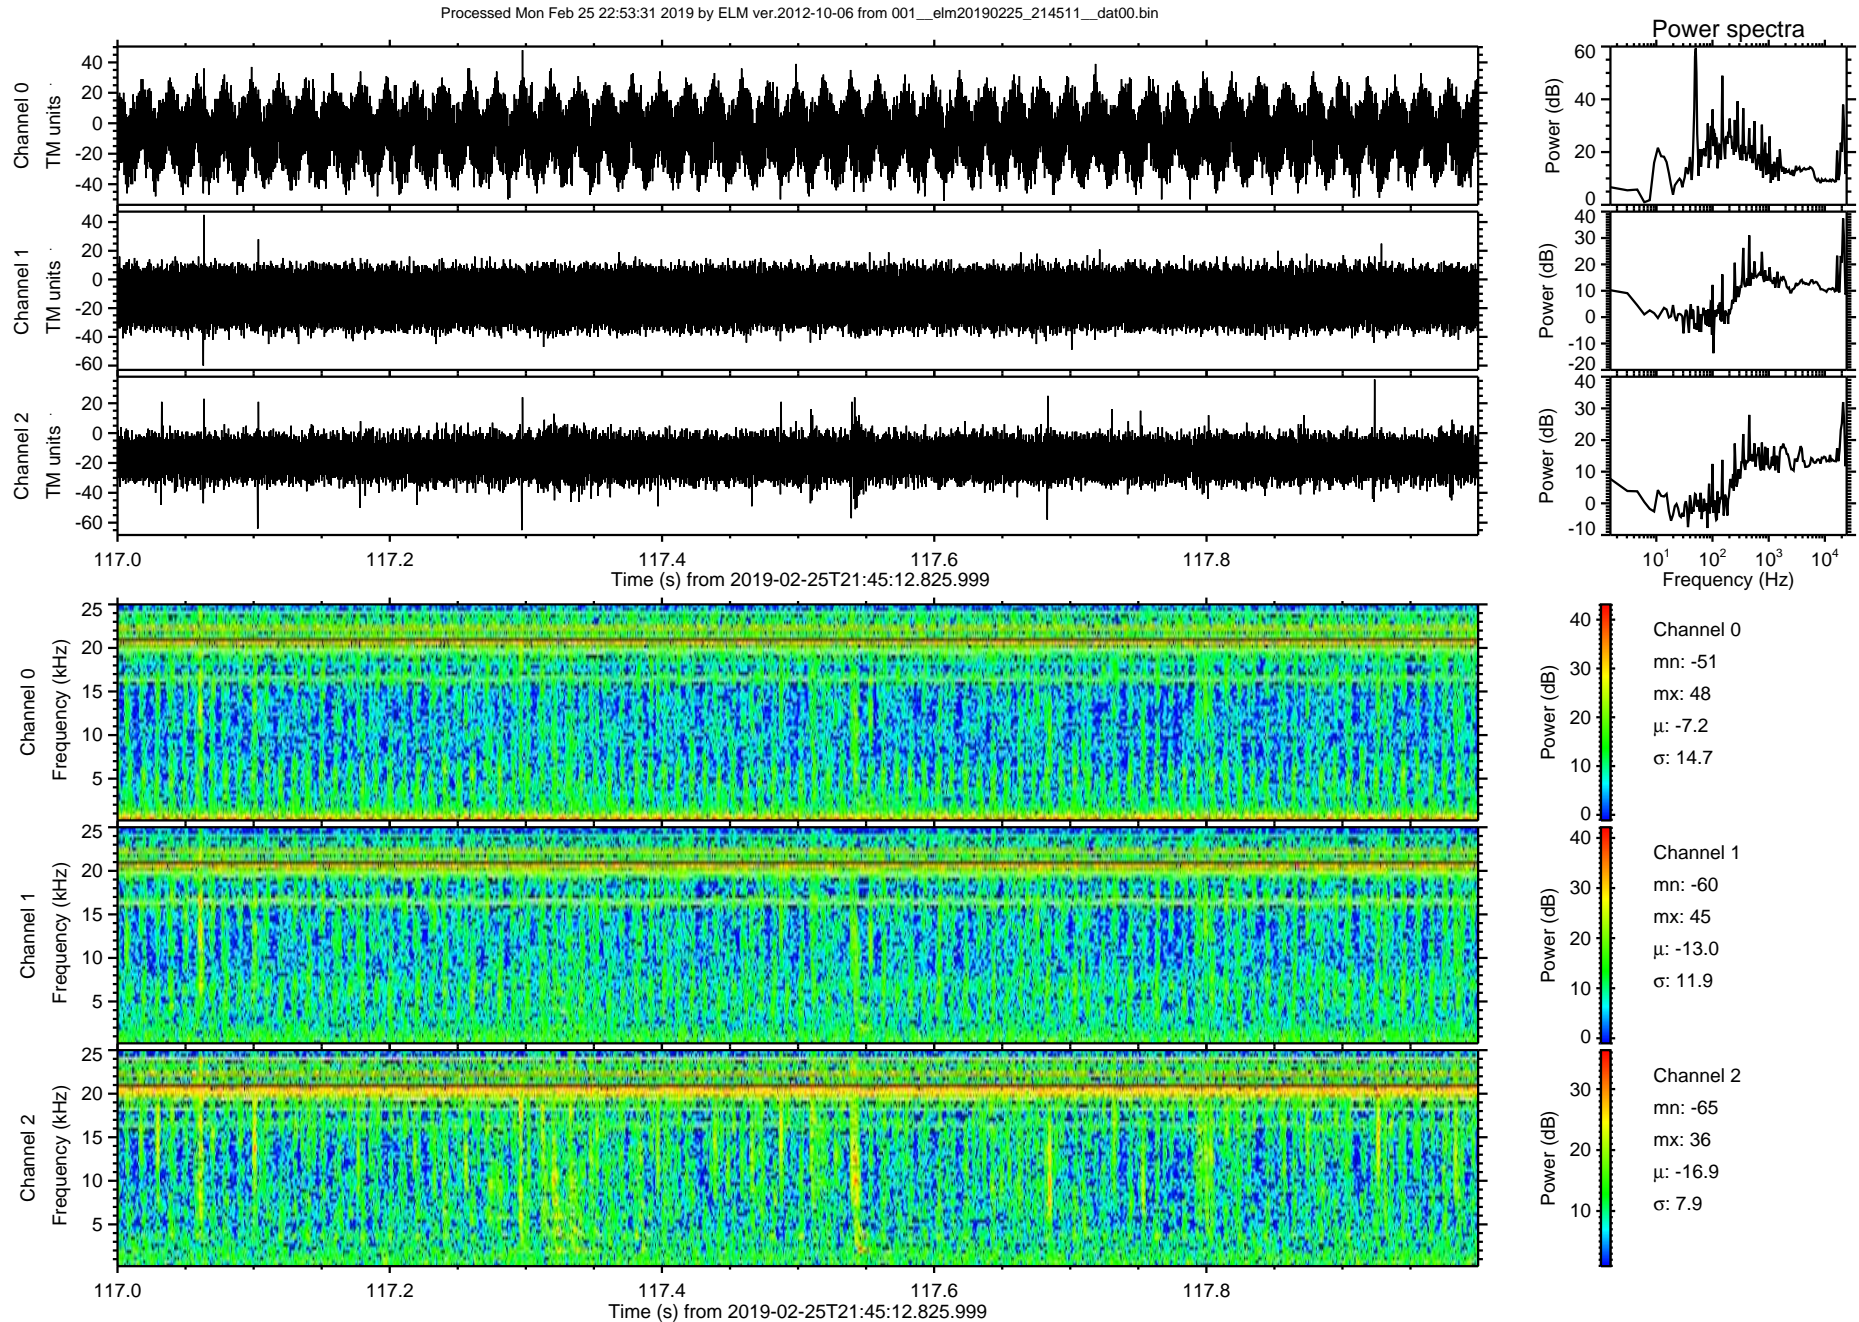 Processed Mon Feb 25 22:53:31 2019 by ELM ver.2012-10-06 from 001__elm20190225_214511__dat00.bin
Power spectra
Channel 0
TM units
40
20
0
-20
-40
Power (dB)
60
40
20
0
Channel 1
TM units
40
20
0
-20
-40
-60
Power (dB)
40
30
20
10
0
-10
-20
Channel 2
TM units
20
0
-20
-40
-60
Power (dB)
40
30
20
10
0
-10
117.0 117.2 117.4 117.6 117.8
Time (s) from 2019-02-25T21:45:12.825.999
10¹ 10² 10³ 10⁴
Frequency (Hz)
Channel 0
Frequency (kHz)
25
20
15
10
5
Power (dB)
40
30
20
10
0
Channel 0
mn: -51
mx: 48
μ: -7.2
σ: 14.7
Channel 1
Frequency (kHz)
25
20
15
10
5
Power (dB)
40
30
20
10
0
Channel 1
mn: -60
mx: 45
μ: -13.0
σ: 11.9
Channel 2
Frequency (kHz)
25
20
15
10
5
Power (dB)
30
20
10
Channel 2
mn: -65
mx: 36
μ: -16.9
σ: 7.9
117.0 117.2 117.4 117.6 117.8
Time (s) from 2019-02-25T21:45:12.825.999